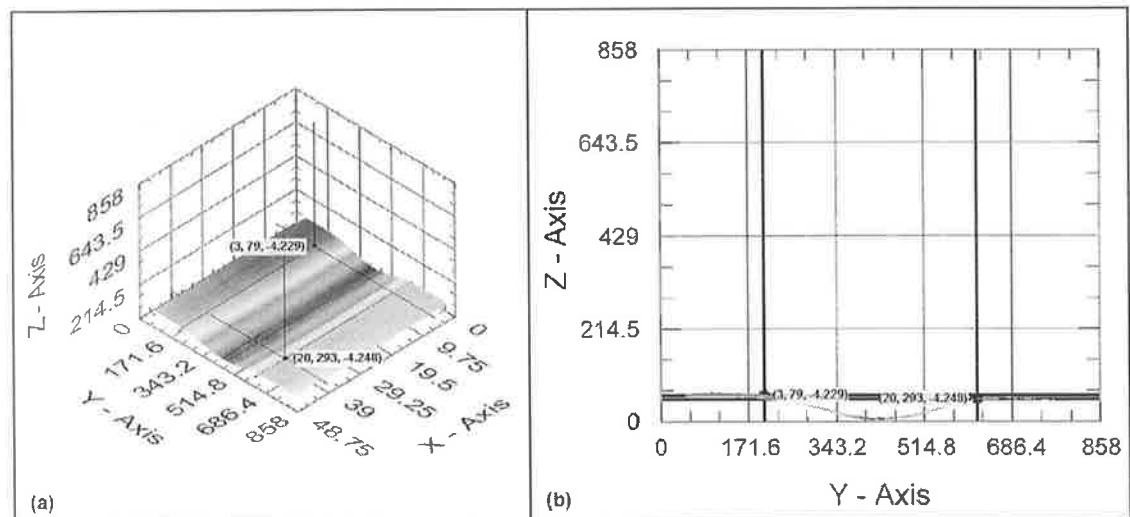 858
643.5
429
214.5
Z - Axis
0
171.6
343.2
514.8
686.4
858
Y - Axis
0
9.75
19.5
29.25
39
48.75
X - Axis
(3, 79, -4.229)
(20, 293, -4.248)
(a)
858
643.5
429
214.5
0
Z - Axis
(3, 79, -4.229)
(20, 293, -4.248)
0 171.6 343.2 514.8 686.4 858
Y - Axis
(b)